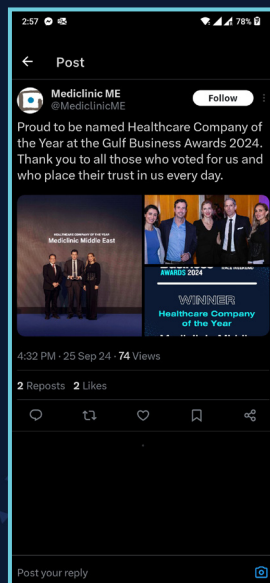 2:57
78%
Post
Mediclinic ME
@MediclinicME
Follow
Proud to be named Healthcare Company of
the Year at the Gulf Business Awards 2024.
Thank you to all those who voted for us and
who place their trust in us every day.
HEALTHCARE COMPANY OF THE YEAR
Mediclinic Middle East
AWARDS 2024
WINNER
Healthcare Company
of the Year
4:32 PM · 25 Sep 24 · 74 Views
2 Reposts 2 Likes
Post your reply